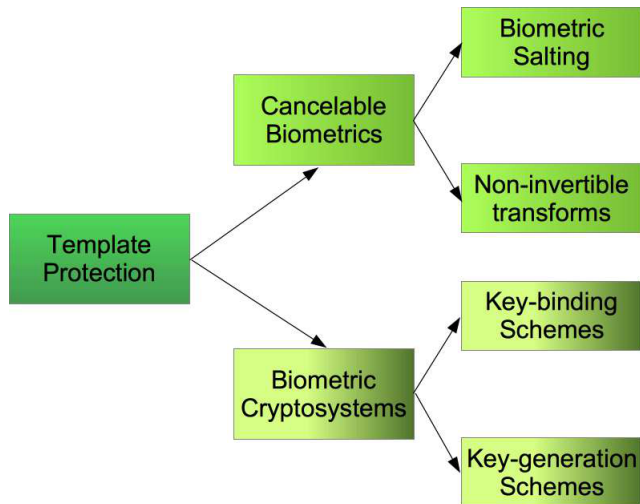 Biometric
Salting
Cancelable
Biometrics
Non-invertible
transforms
Template
Protection
Key-binding
Schemes
Biometric
Cryptosystems
Key-generation
Schemes